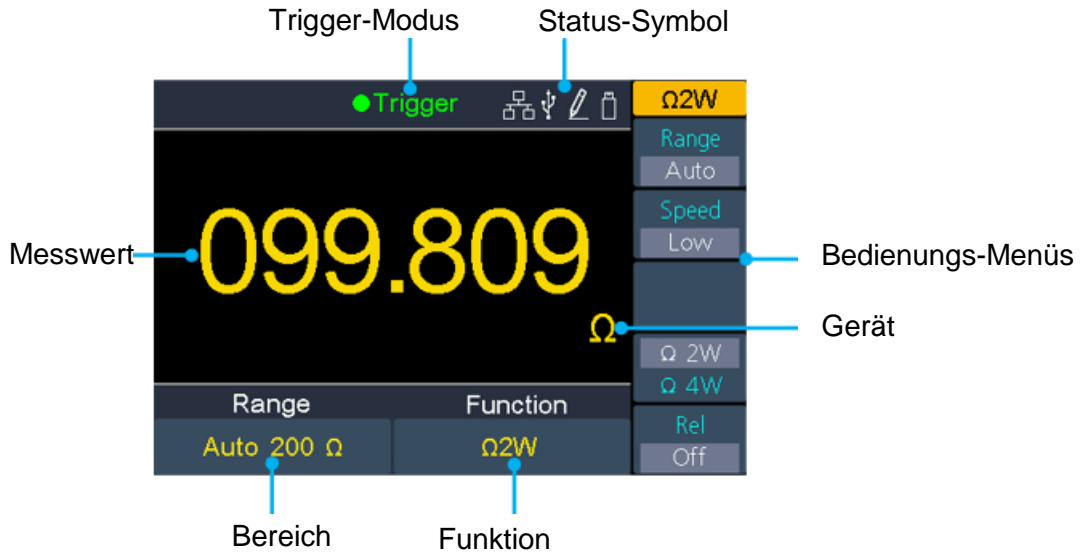 Trigger-Modus
Status-Symbol
Trigger
Ω2W
Range
Auto
Speed
Low
Messwert
099.809
Bedienungs-Menüs
Ω
Gerät
Ω 2W
Ω 4W
Range
Function
Rel
Auto 200 Ω
Ω2W
Off
Bereich
Funktion